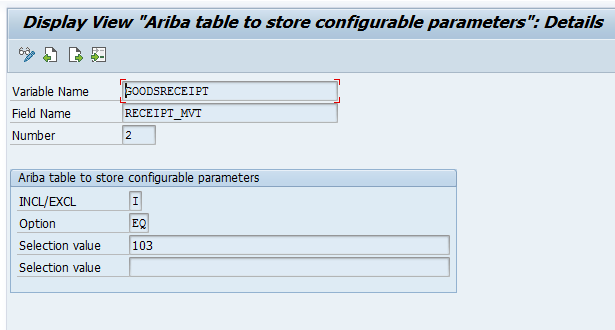 Display View "Ariba table to store configurable parameters": Details
Variable Name GOODSRECEIPT
Field Name RECEIPT_MVT
Number 2
Ariba table to store configurable parameters
INCL/EXCL I
Option EQ
Selection value 103
Selection value